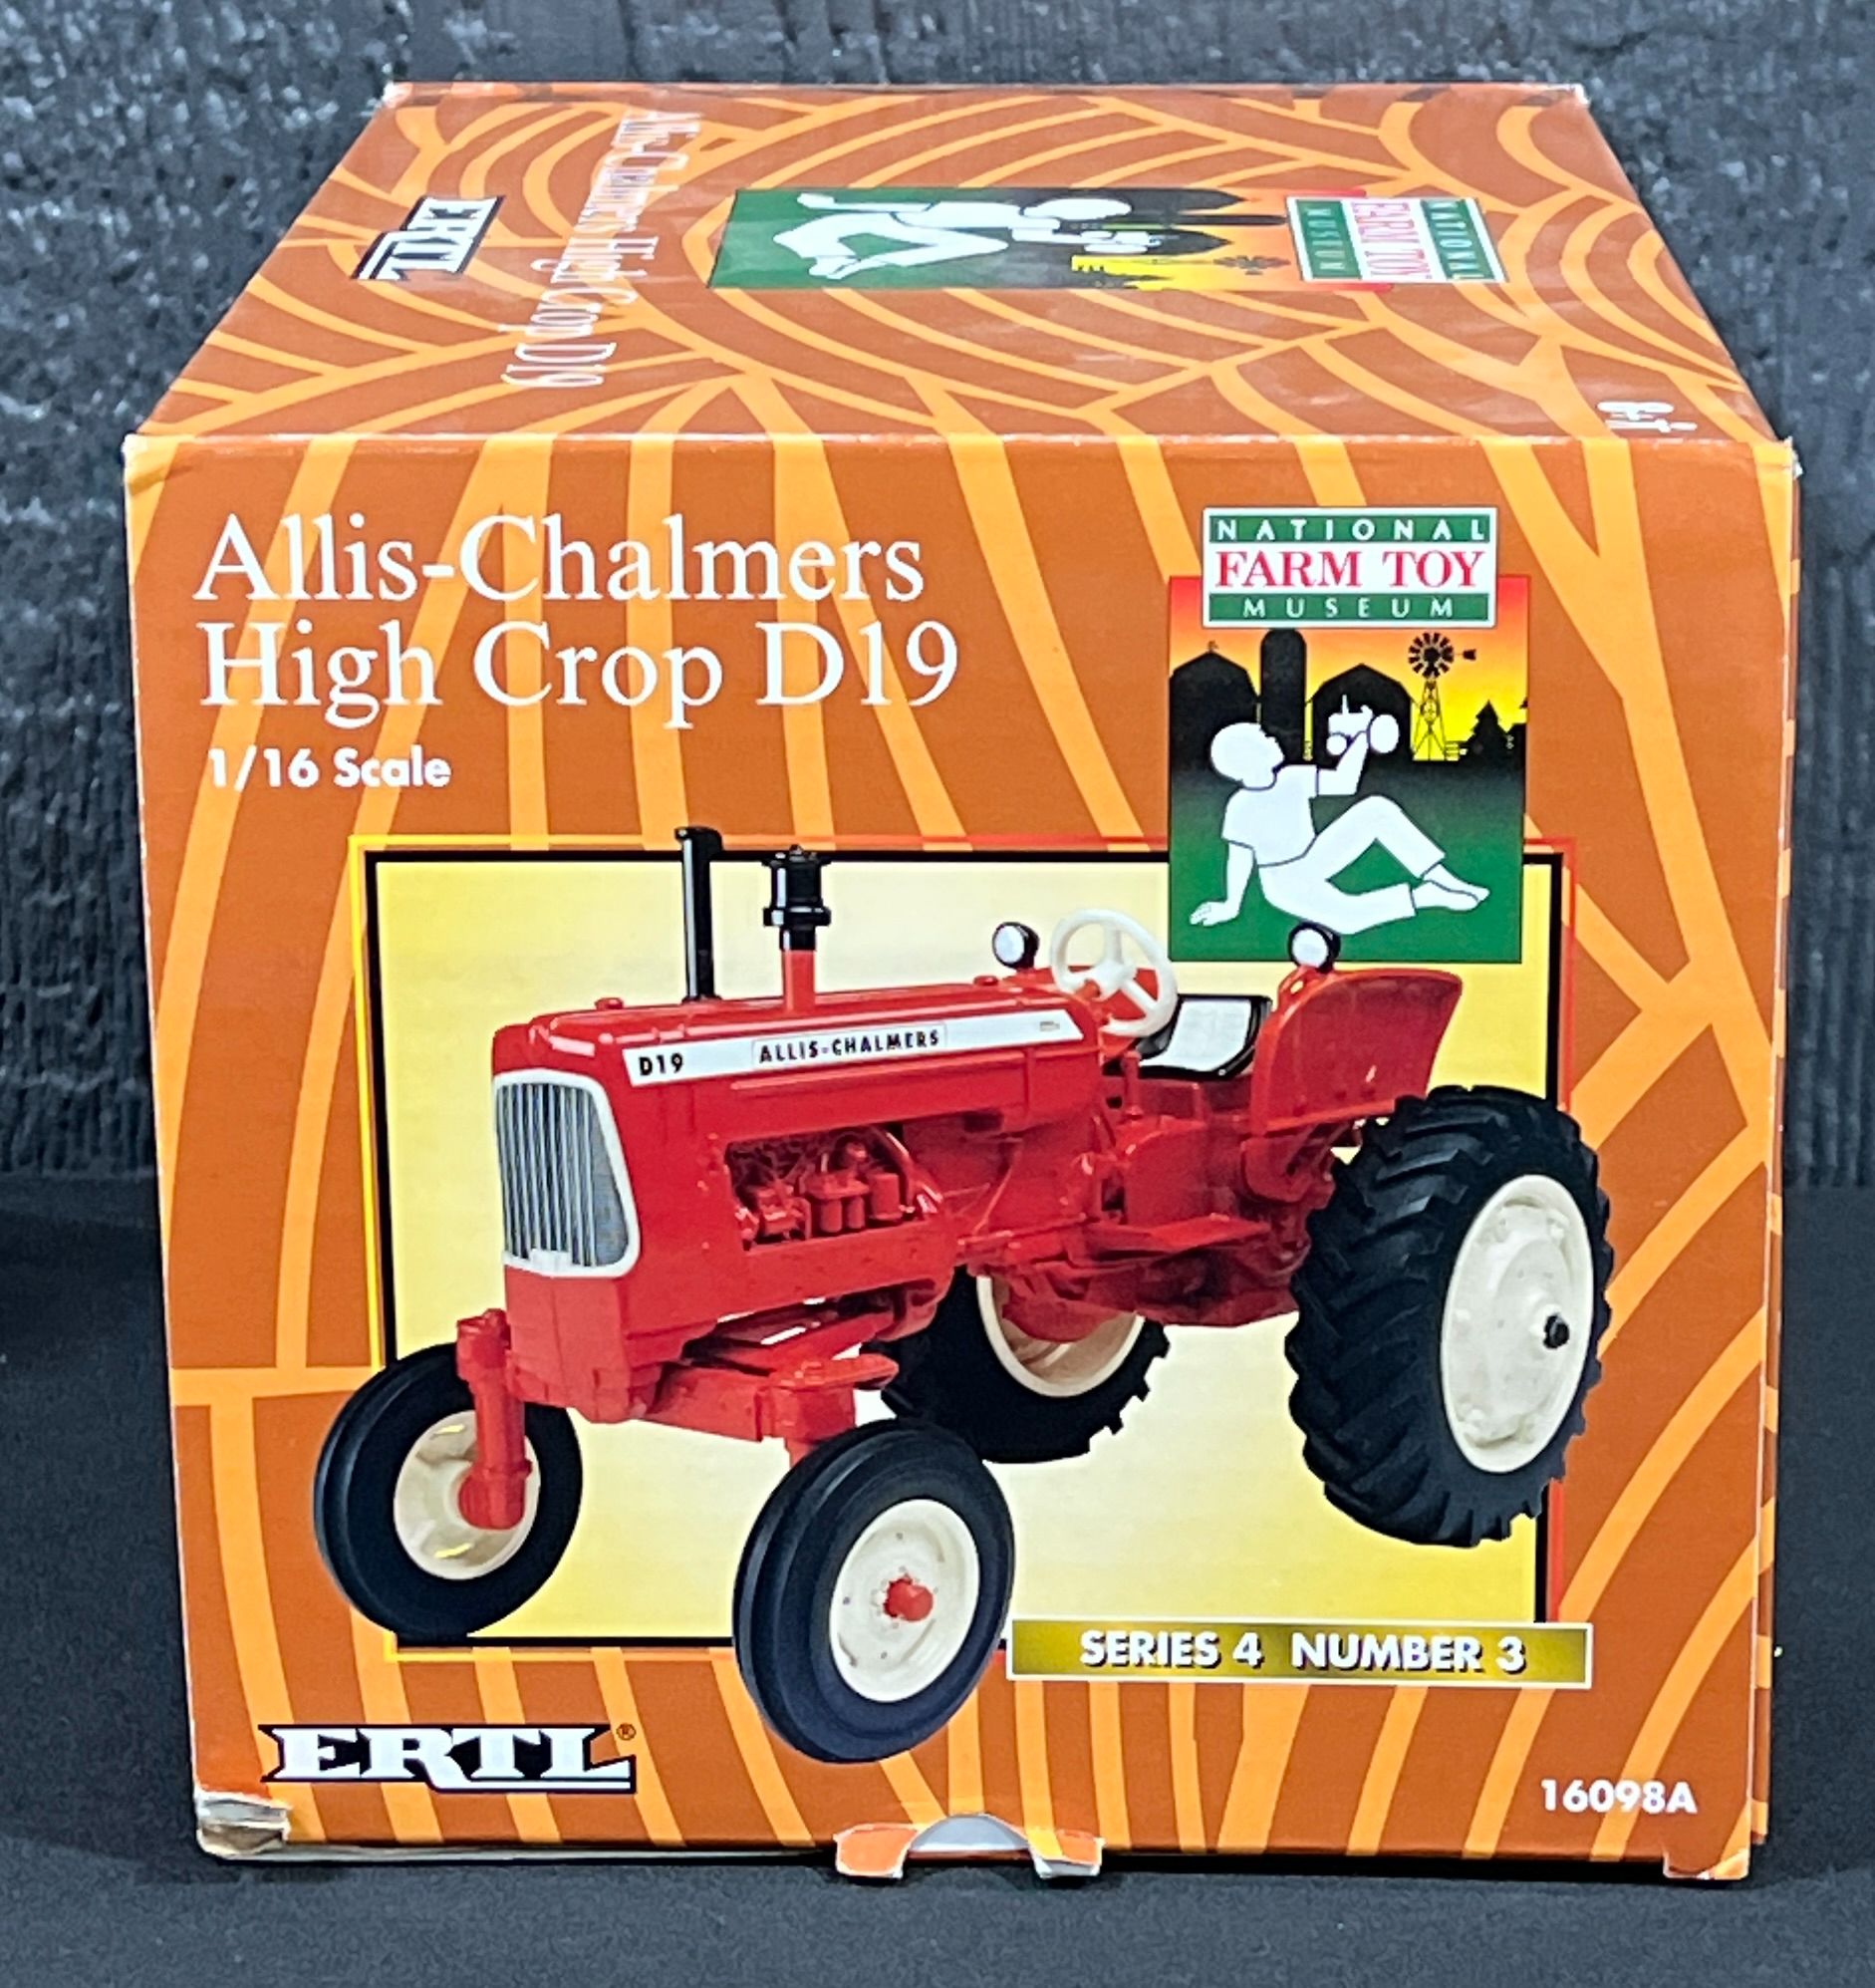 Allis-Chalmers High Crop D19
ERTL
NATIONAL
FARM TOY
MUSEUM
Allis-Chalmers
High Crop D19
1/16 Scale
NATIONAL
FARM TOY
MUSEUM
D19 ALLIS-CHALMERS
SERIES 4 NUMBER 3
ERTL®
16098A